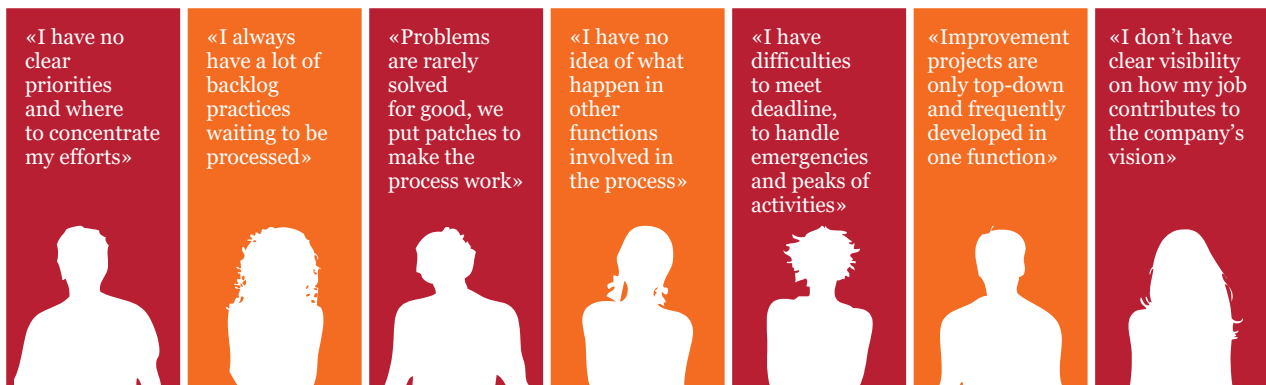 «I have no
clear
priorities
and where
to concentrate
my efforts»
«I always
have a lot of
backlog
practices
waiting to be
processed»
«Problems
are rarely
solved
for good, we
put patches to
make the
process work»
«I have no
idea of what
happen in
other
functions
involved in
the process»
«I have
difficulties
to meet
deadline,
to handle
emergencies
and peaks of
activities»
«Improvement
projects are
only top-down
and frequently
developed in
one function»
«I don’t have
clear visibility
on how my job
contributes to
the company’s
vision»